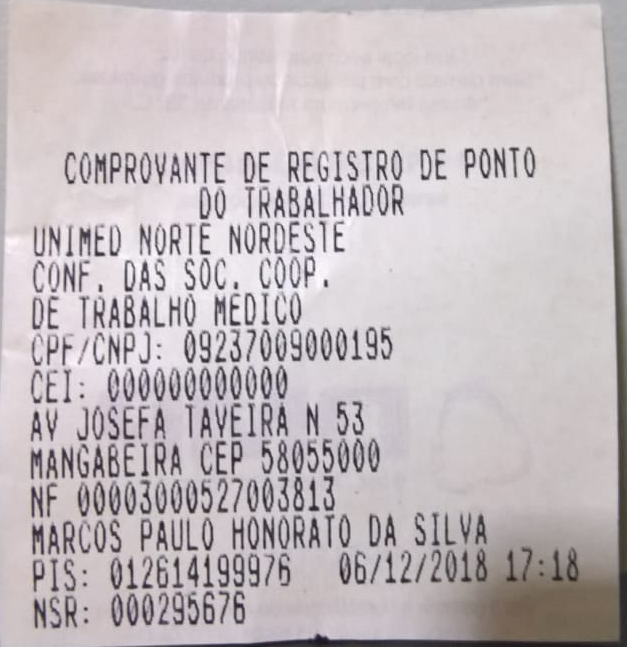 COMPROVANTE DE REGISTRO DE PONTO
DO TRABALHADOR
UNIMED NORTE NORDESTE
CONF. DAS SOC. COOP.
DE TRABALHO MEDICO
CPF/CNPJ: 09237009000195
CEI: 000000000000
AV JOSEFA TAVEIRA N 53
MANGABEIRA CEP 58055000
NF 00003000527003813
MARCOS PAULO HONORATO DA SILVA
PIS: 012614199976 06/12/2018 17:18
NSR: 000295676